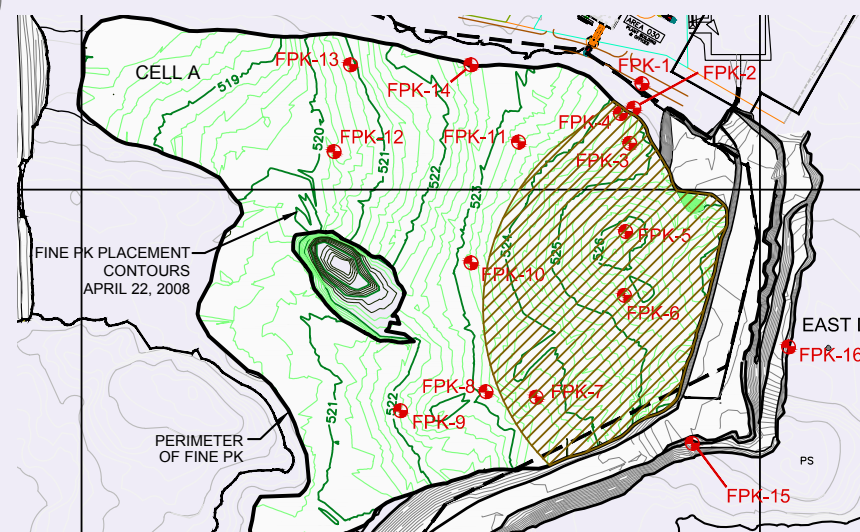 AREA 030
CELL A
519
FPK-13
FPK-14
FPK-1
FPK-2
FPK-4
520
FPK-12
521
FPK-11
FPK-3
522
523
524
525
526
FPK-5
FINE PK PLACEMENT
CONTOURS
APRIL 22, 2008
FPK-10
FPK-6
EAST
FPK-16
521
522
FPK-8
FPK-7
FPK-9
PERIMETER
OF FINE PK
PS
FPK-15